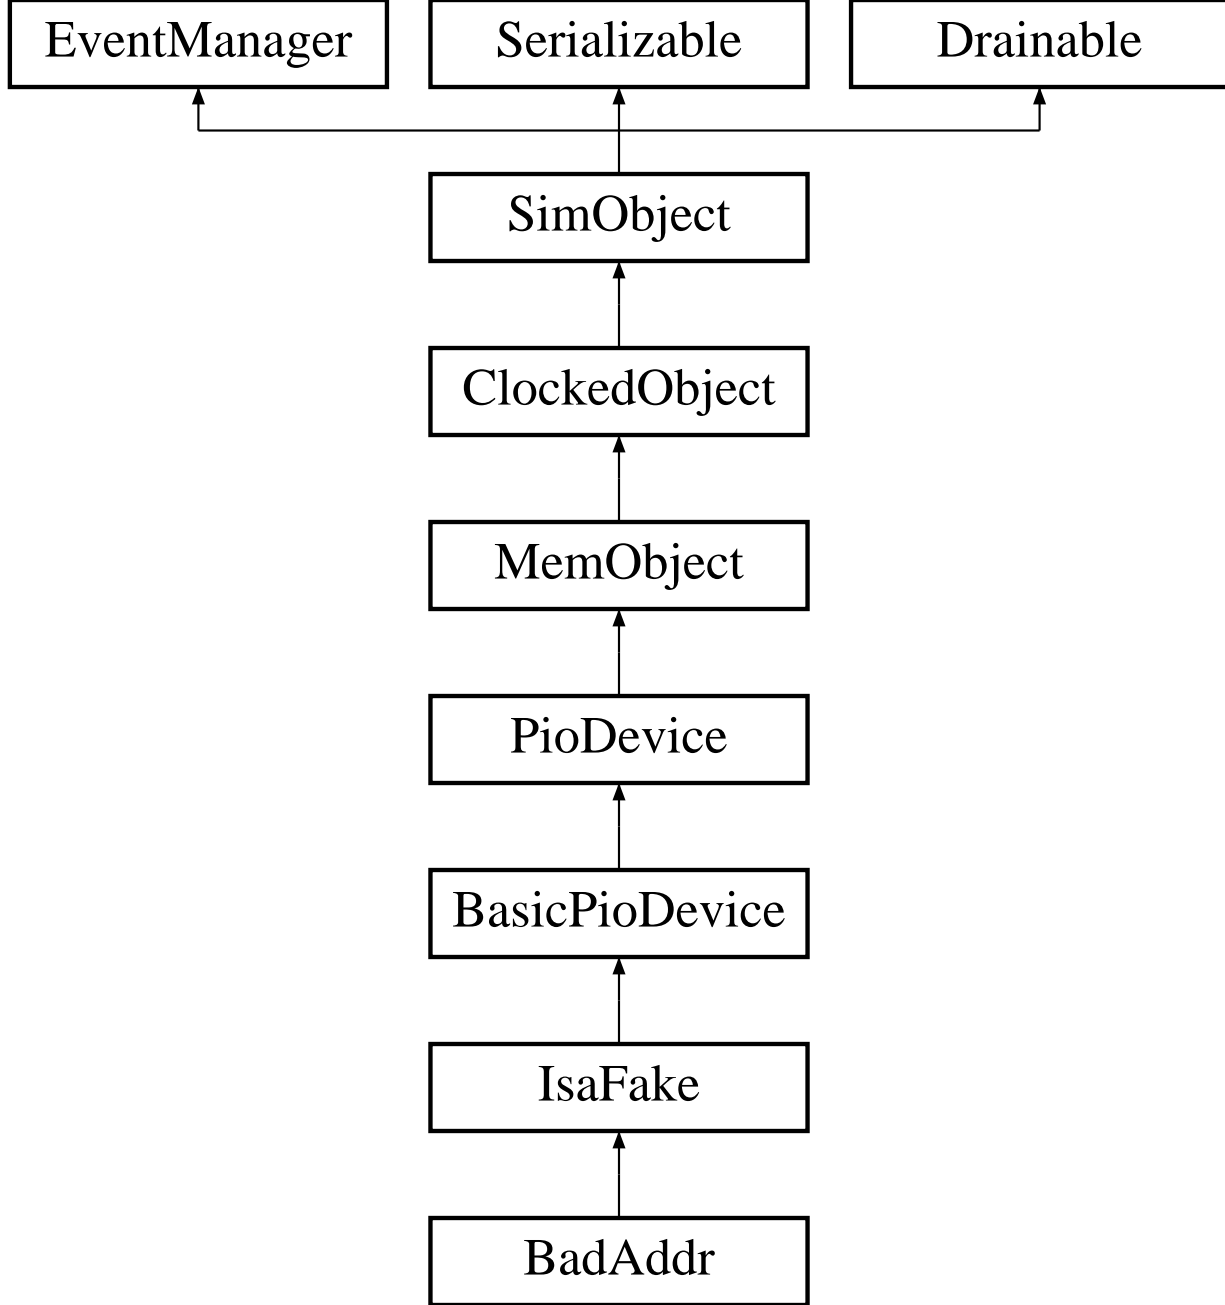 EventManager Serializable Drainable
SimObject
ClockedObject
MemObject
PioDevice
BasicPioDevice
IsaFake
BadAddr